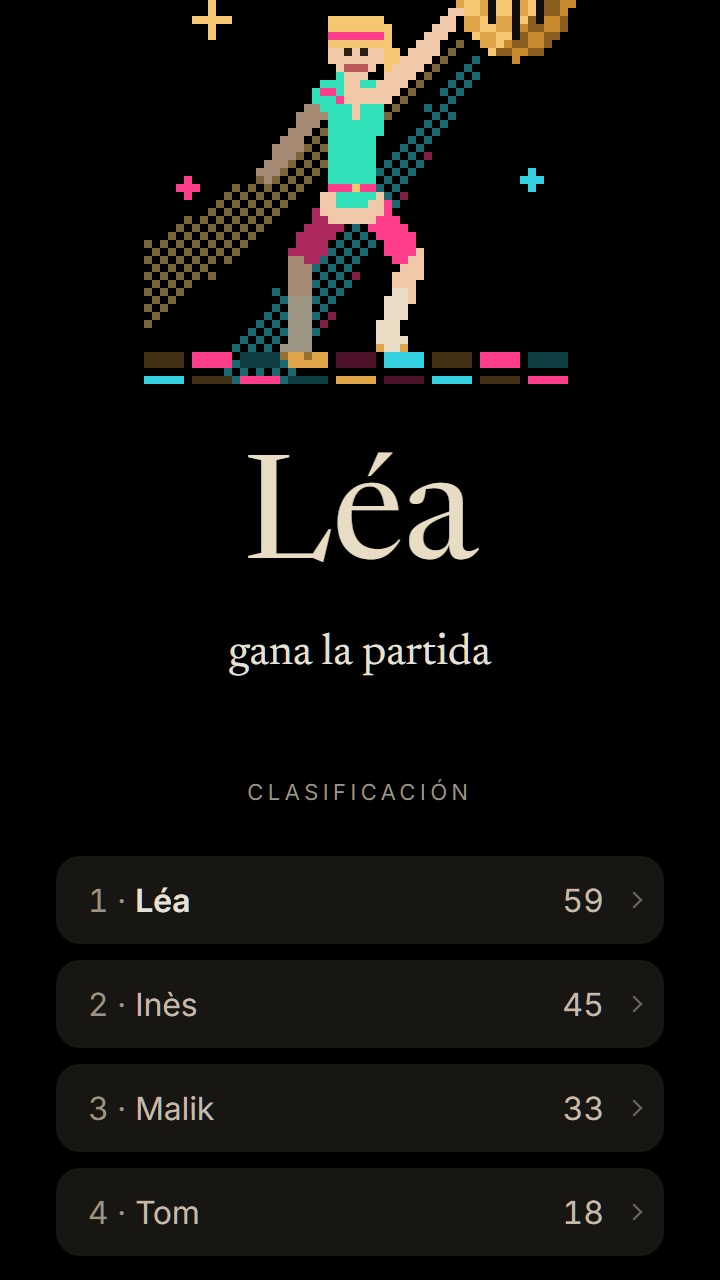 Léa
gana la partida
CLASIFICACIÓN
1 · Léa 59
2 · Inès 45
3 · Malik 33
4 · Tom 18